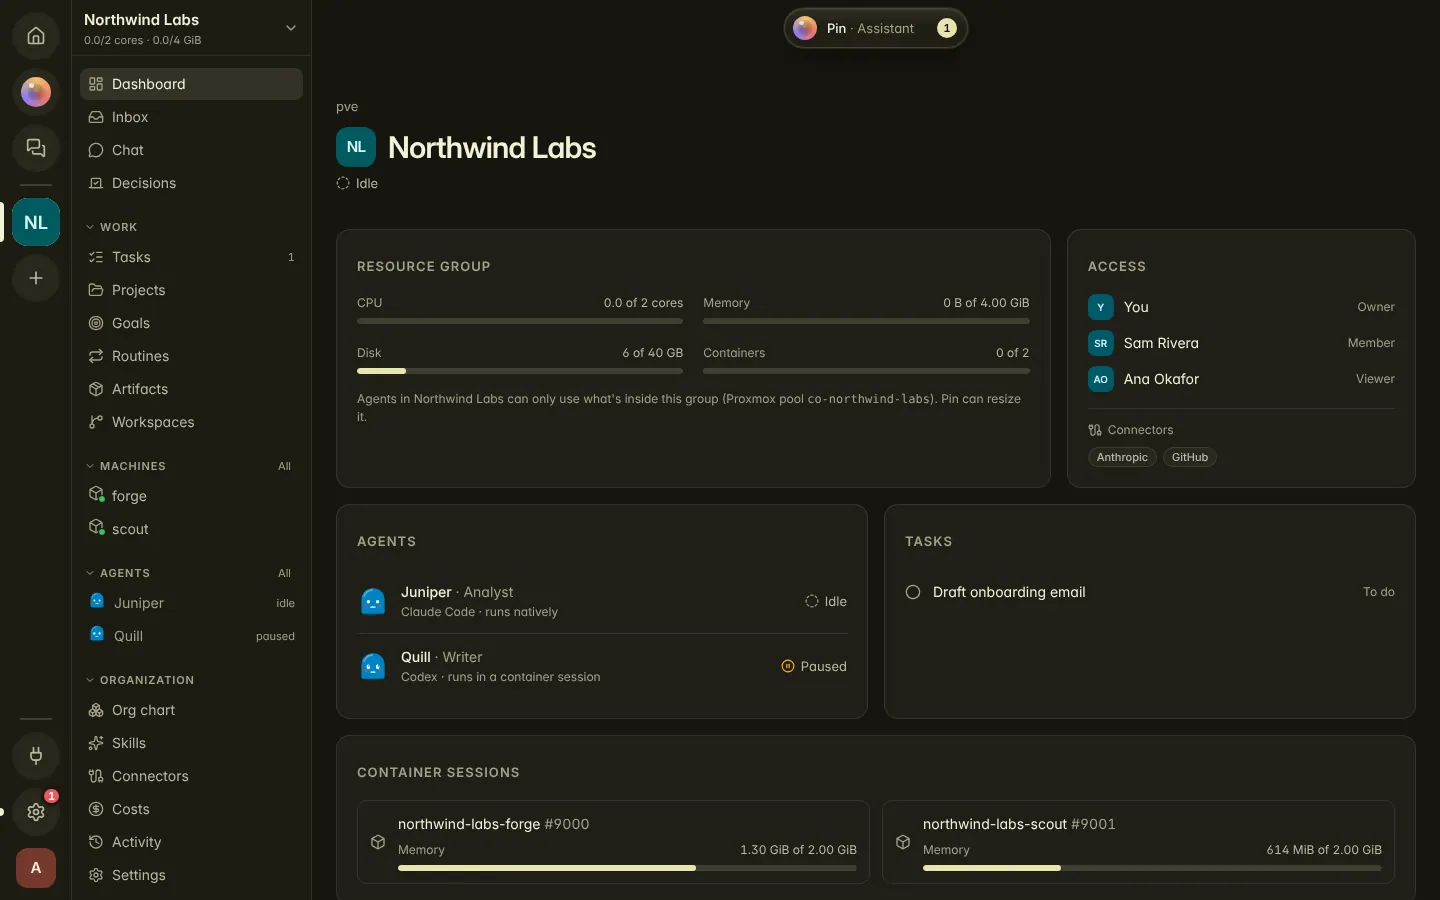 Northwind Labs
0.0/2 cores · 0.0/4 GiB
Pin · Assistant
1
Dashboard
Inbox
Chat
Decisions
NL
WORK
Tasks
1
Projects
Goals
Routines
Artifacts
Workspaces
MACHINES
All
forge
scout
AGENTS
All
Juniper
idle
Quill
paused
ORGANIZATION
Org chart
Skills
Connectors
Costs
Activity
Settings
1
A
pve
NL
Northwind Labs
Idle
RESOURCE GROUP
CPU
0.0 of 2 cores
Memory
0 B of 4.00 GiB
Disk
6 of 40 GB
Containers
0 of 2
Agents in Northwind Labs can only use what's inside this group (Proxmox pool co-northwind-labs). Pin can resize
it.
ACCESS
Y
You
Owner
SR
Sam Rivera
Member
AO
Ana Okafor
Viewer
Connectors
Anthropic
GitHub
AGENTS
Juniper · Analyst
Claude Code · runs natively
Idle
Quill · Writer
Codex · runs in a container session
Paused
TASKS
Draft onboarding email
To do
CONTAINER SESSIONS
northwind-labs-forge #9000
Memory
1.30 GiB of 2.00 GiB
northwind-labs-scout #9001
Memory
614 MiB of 2.00 GiB